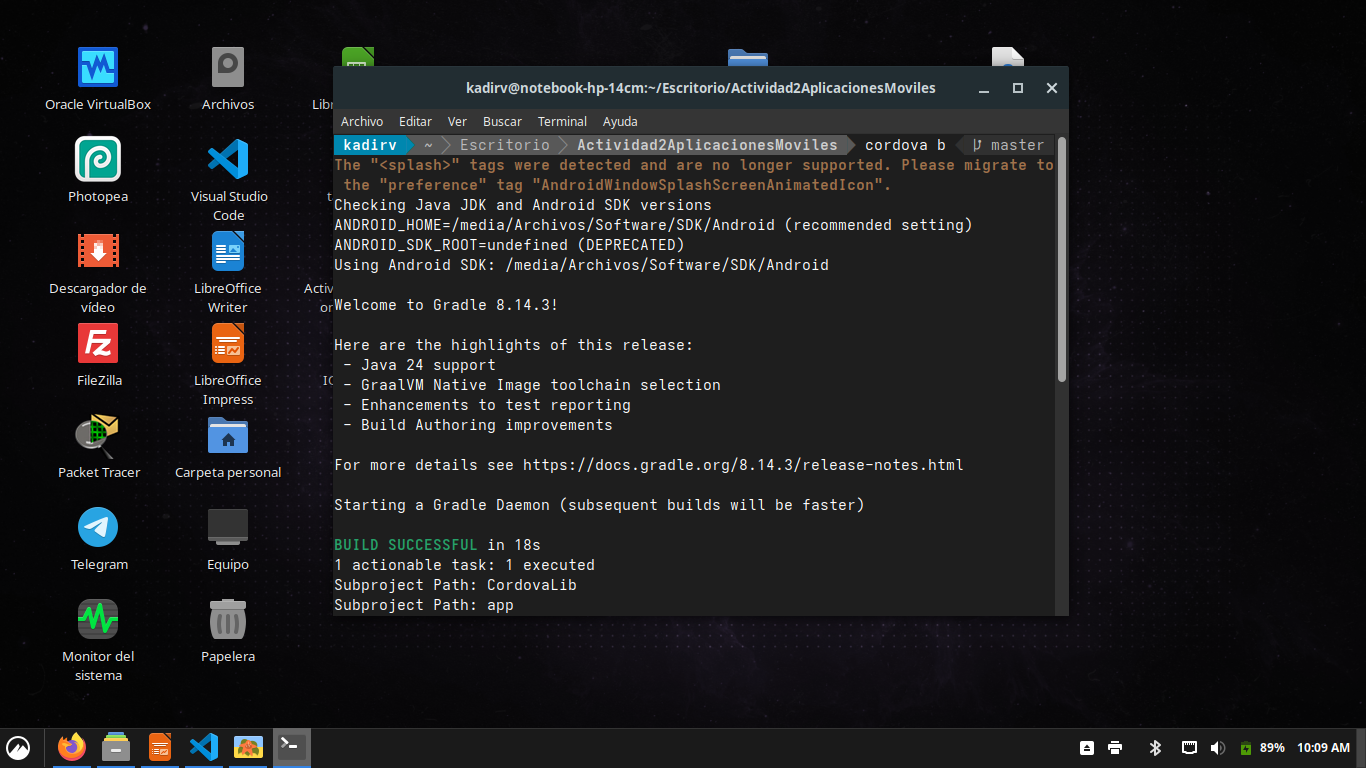 Oracle VirtualBox
Archivos
Photopea
Visual Studio
Code
Descargador de
vídeo
LibreOffice
Writer
FileZilla
LibreOffice
Impress
Packet Tracer
Carpeta personal
Telegram
Equipo
Monitor del
sistema
Papelera
kadirv@notebook-hp-14cm:~/Escritorio/Actividad2AplicacionesMoviles
Archivo Editar Ver Buscar Terminal Ayuda
kadirv ~ Escritorio Actividad2AplicacionesMoviles cordova b master
The "<splash>" tags were detected and are no longer supported. Please migrate to
the "preference" tag "AndroidWindowSplashScreenAnimatedIcon".
Checking Java JDK and Android SDK versions
ANDROID_HOME=/media/Archivos/Software/SDK/Android (recommended setting)
ANDROID_SDK_ROOT=undefined (DEPRECATED)
Using Android SDK: /media/Archivos/Software/SDK/Android
Welcome to Gradle 8.14.3!
Here are the highlights of this release:
- Java 24 support
- GraalVM Native Image toolchain selection
- Enhancements to test reporting
- Build Authoring improvements
For more details see https://docs.gradle.org/8.14.3/release-notes.html
Starting a Gradle Daemon (subsequent builds will be faster)
BUILD SUCCESSFUL in 18s
1 actionable task: 1 executed
Subproject Path: CordovaLib
Subproject Path: app
89% 10:09 AM